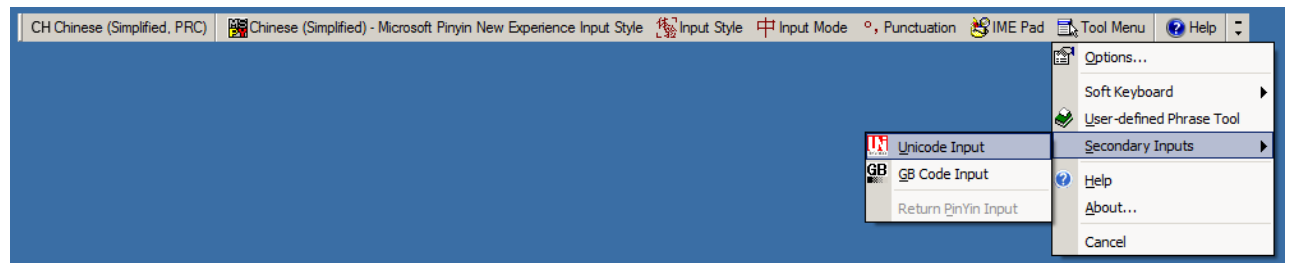 CH Chinese (Simplified, PRC) Chinese (Simplified) - Microsoft Pinyin New Experience Input Style Input Style 中 Input Mode °, Punctuation IME Pad Tool Menu Help
Options...
Soft Keyboard
User-defined Phrase Tool
Secondary Inputs
Help
About...
Cancel
Unicode Input
GB GB Code Input
Return PinYin Input